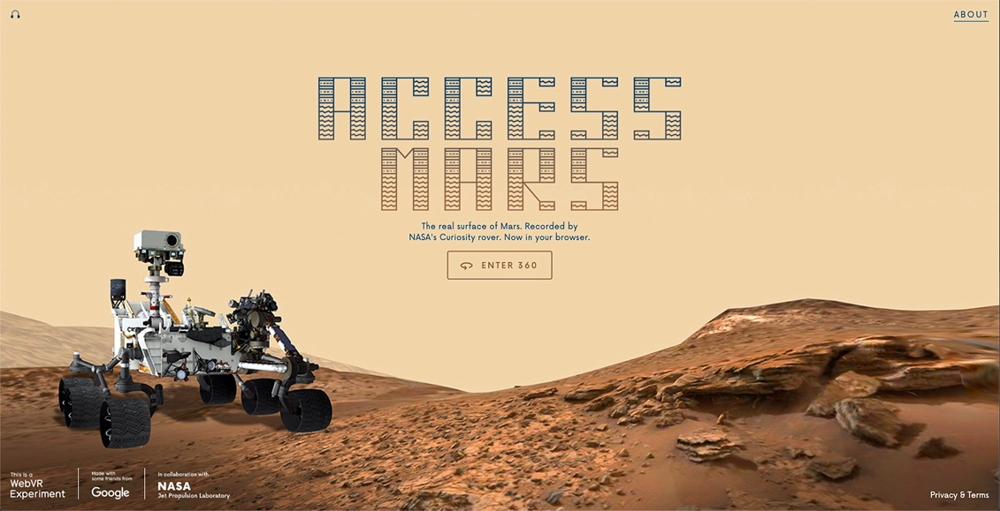 ABOUT
ACCESS
MARS
The real surface of Mars. Recorded by
NASA's Curiosity rover. Now in your browser.
ENTER 360
This is a
WebVR
Experiment
Made with
some friends from
Google
In collaboration with
NASA
Jet Propulsion Laboratory
Privacy & Terms